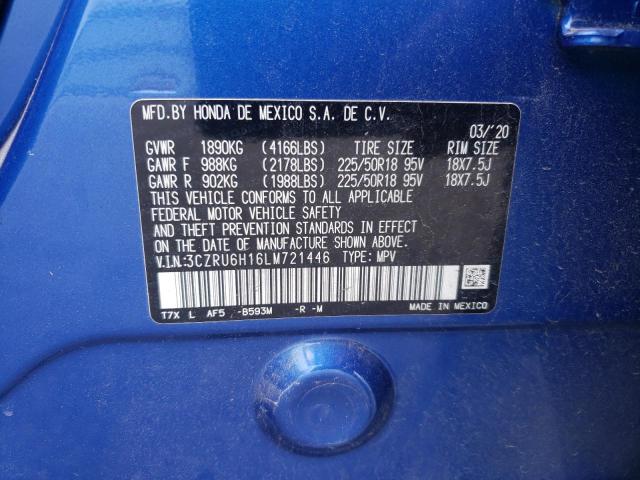 MFD.BY HONDA DE MEXICO S.A. DE C.V.
03/'20
GVWR 1890KG (4166LBS) TIRE SIZE RIM SIZE
GAWR F 988KG (2178LBS) 225/50R18 95V 18X7.5J
GAWR R 902KG (1988LBS) 225/50R18 95V 18X7.5J
THIS VEHICLE CONFORMS TO ALL APPLICABLE
FEDERAL MOTOR VEHICLE SAFETY
AND THEFT PREVENTION STANDARDS IN EFFECT
ON THE DATE OF MANUFACTURE SHOWN ABOVE.
V.I.N:3CZRU6H16LM721446 TYPE: MPV
T7X L AF5 -B593M -R -M MADE IN MEXICO